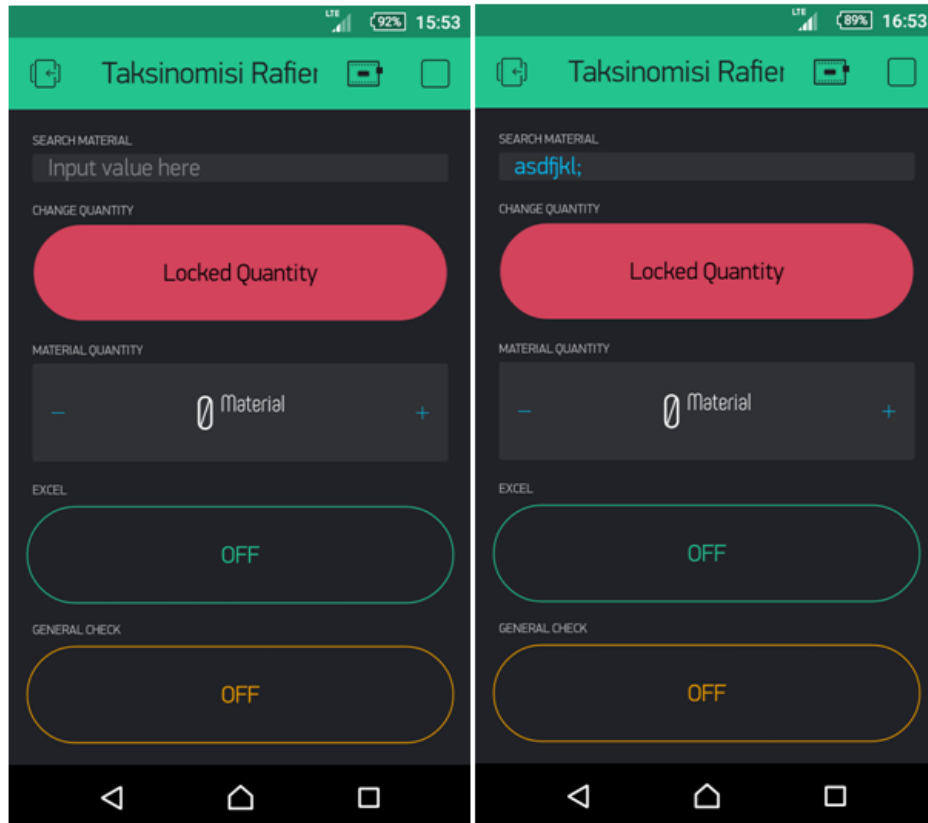 LTE 92% 15:53
Taksinomisi Rafier
SEARCH MATERIAL
Input value here
CHANGE QUANTITY
Locked Quantity
MATERIAL QUANTITY
– 0 Material +
EXCEL
OFF
GENERAL CHECK
OFF
LTE 89% 16:53
Taksinomisi Rafier
SEARCH MATERIAL
asdfjkl;
CHANGE QUANTITY
Locked Quantity
MATERIAL QUANTITY
– 0 Material +
EXCEL
OFF
GENERAL CHECK
OFF